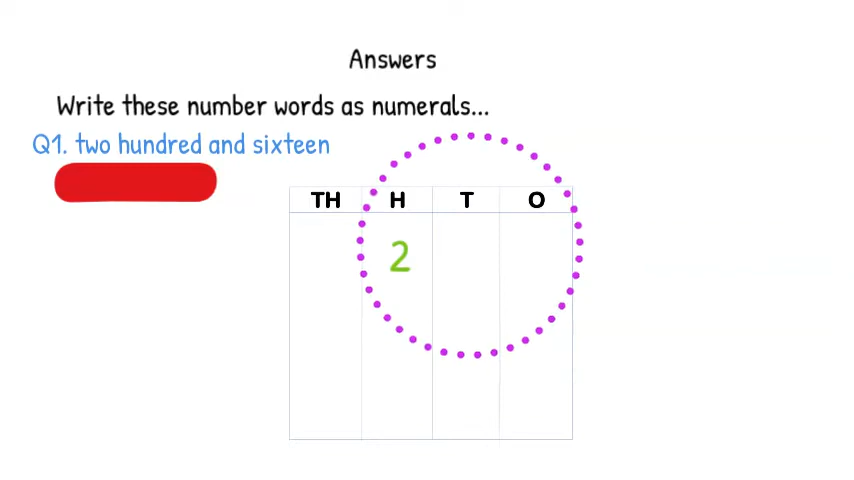 Answers
Write these number words as numerals...
Q1. two hundred and sixteen
TH H T O
2